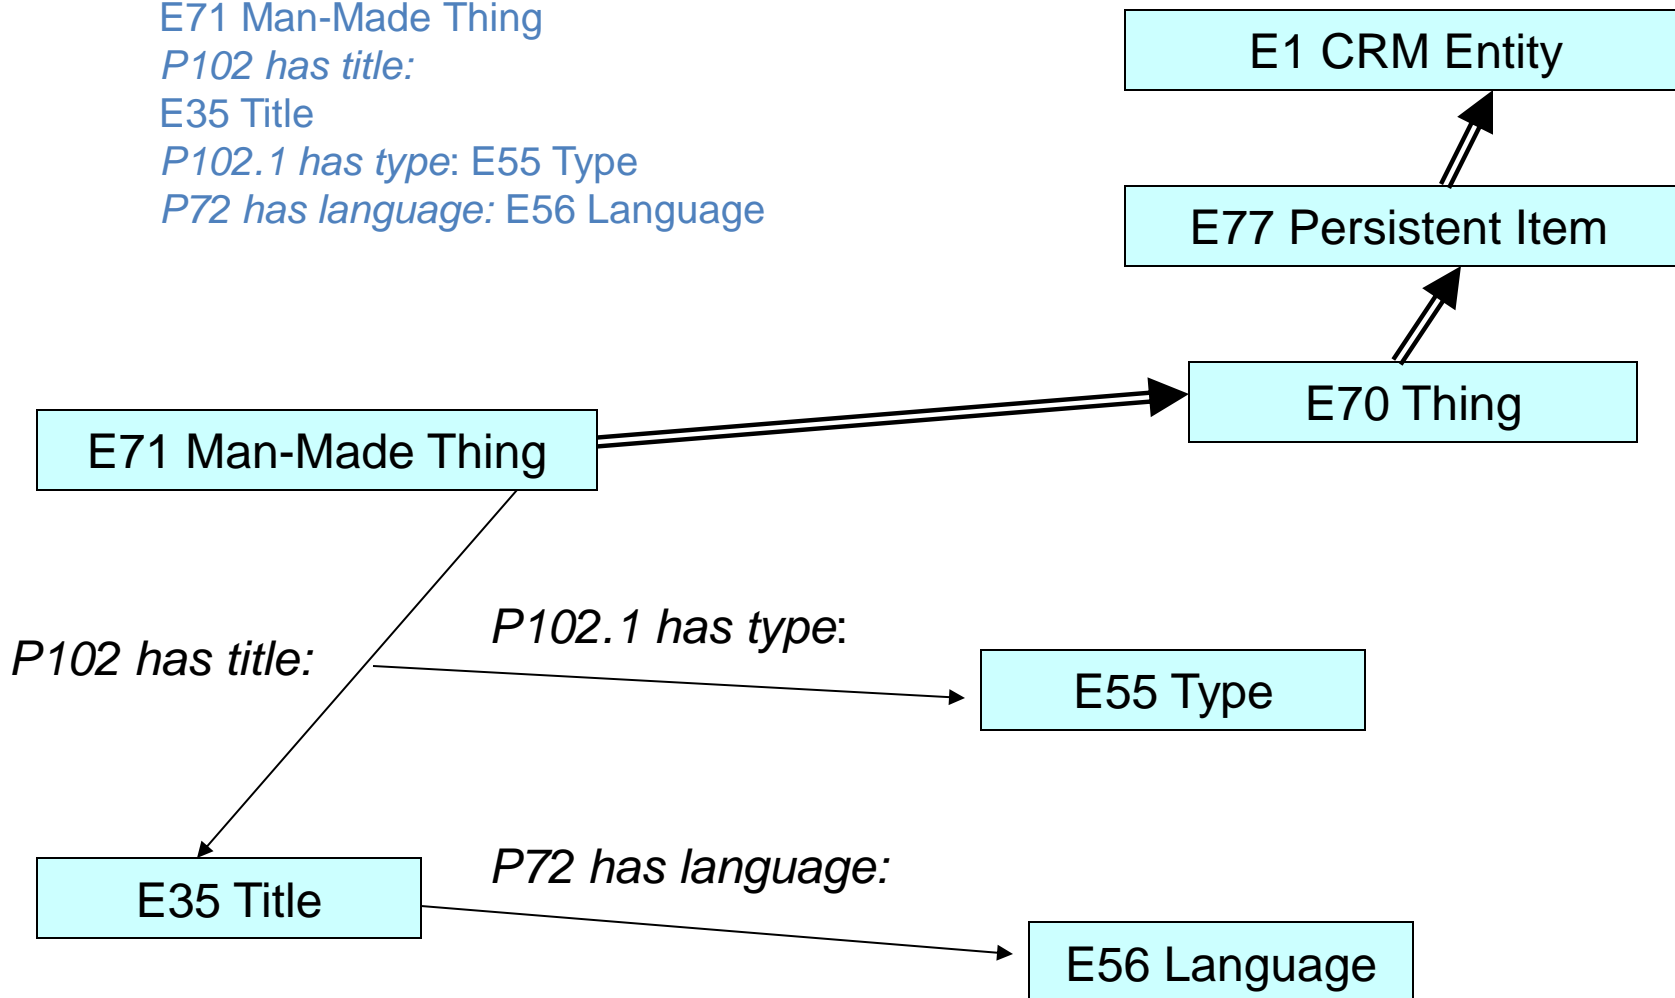 E71 Man-Made Thing
P102 has title:
E35 Title
P102.1 has type: E55 Type
P72 has language: E56 Language
E1 CRM Entity
E77 Persistent Item
E70 Thing
E71 Man-Made Thing
P102 has title:
P102.1 has type:
E55 Type
E35 Title
P72 has language:
E56 Language